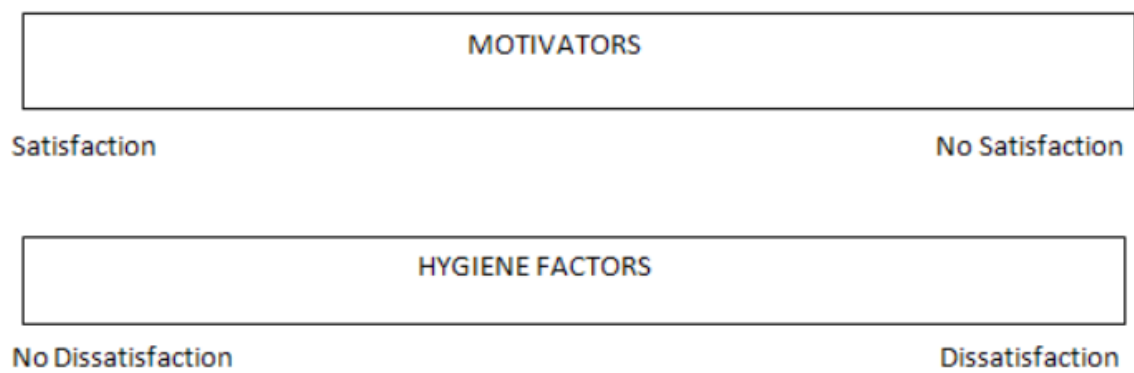 MOTIVATORS
Satisfaction No Satisfaction
HYGIENE FACTORS
No Dissatisfaction Dissatisfaction